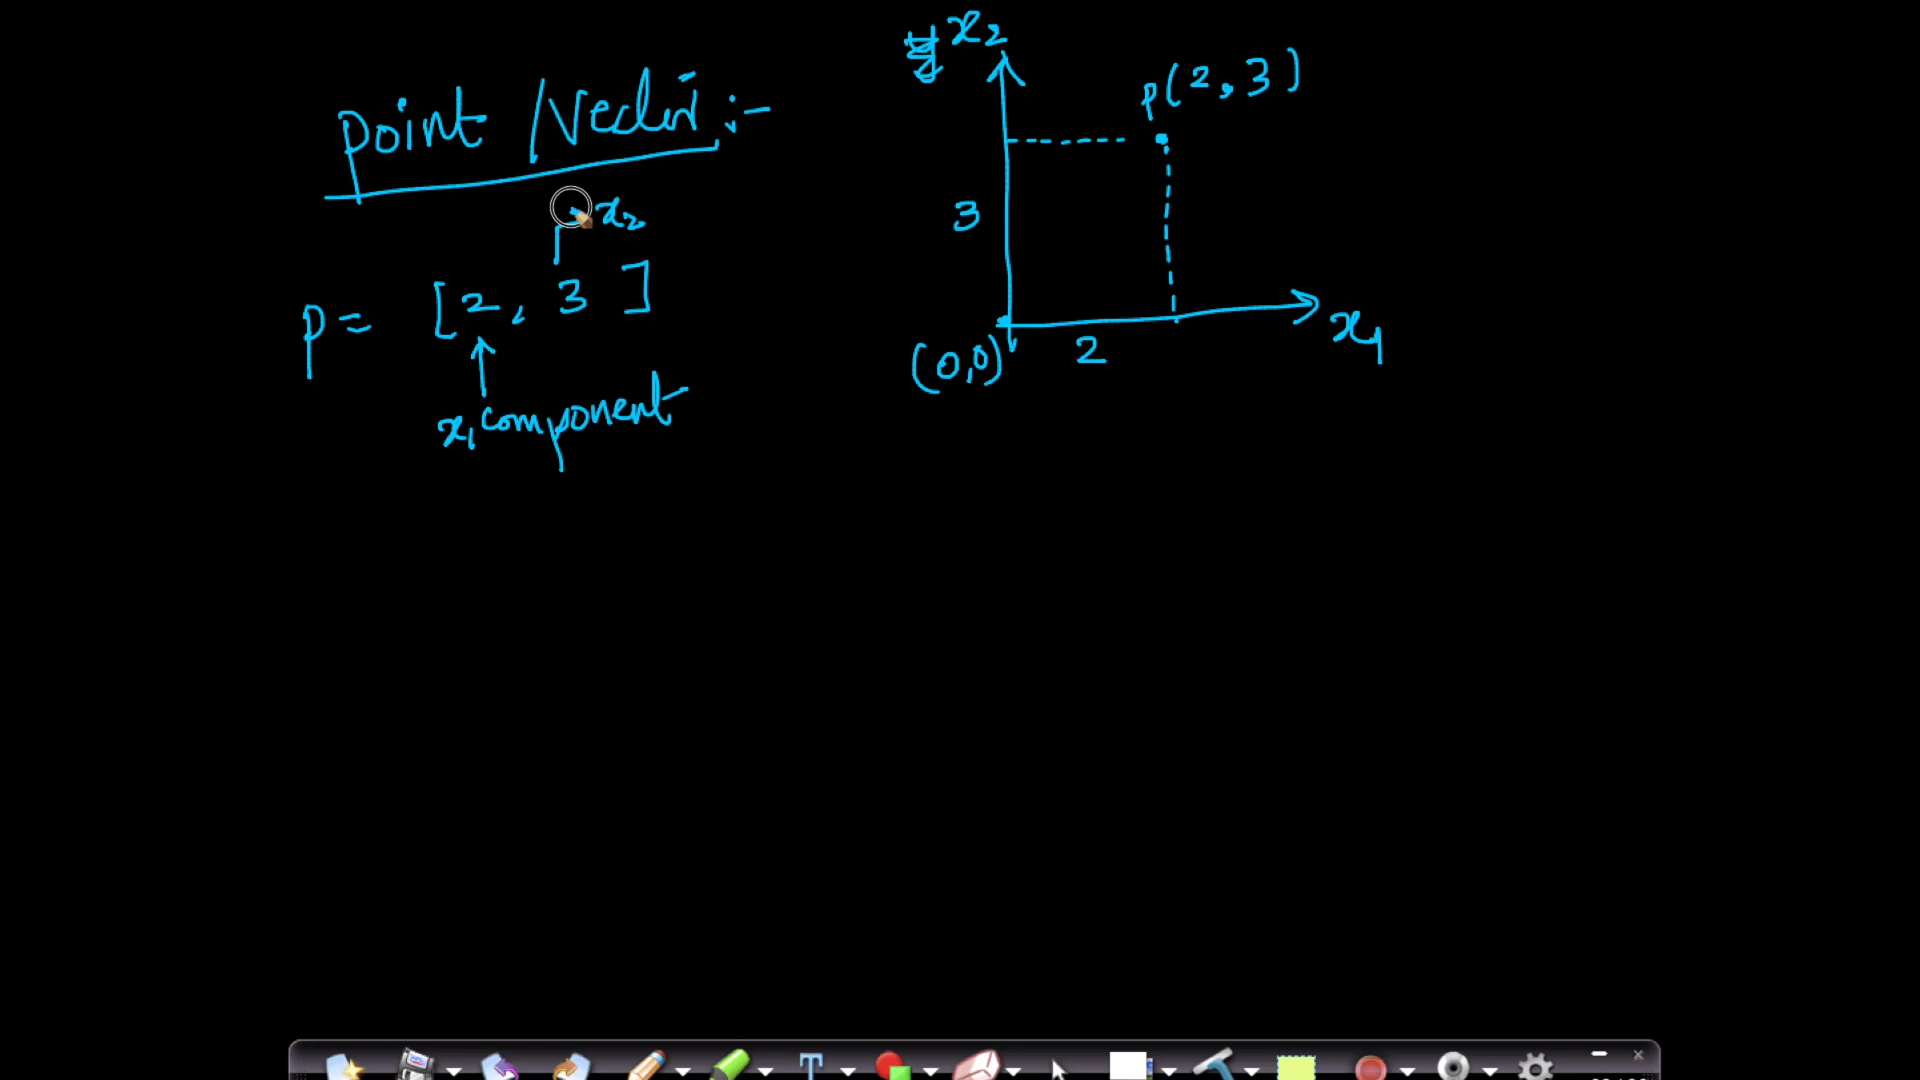 point / Vector :-
x₂
p = [2, 3]
x₁ component
x₂
p(2, 3)
3
(0,0)
2
x₁